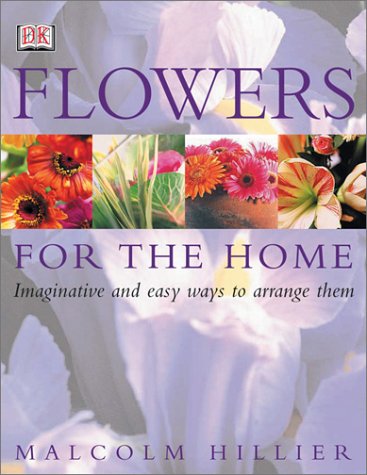 DK
FLOWERS
FOR THE HOME
Imaginative and easy ways to arrange them
MALCOLM HILLIER